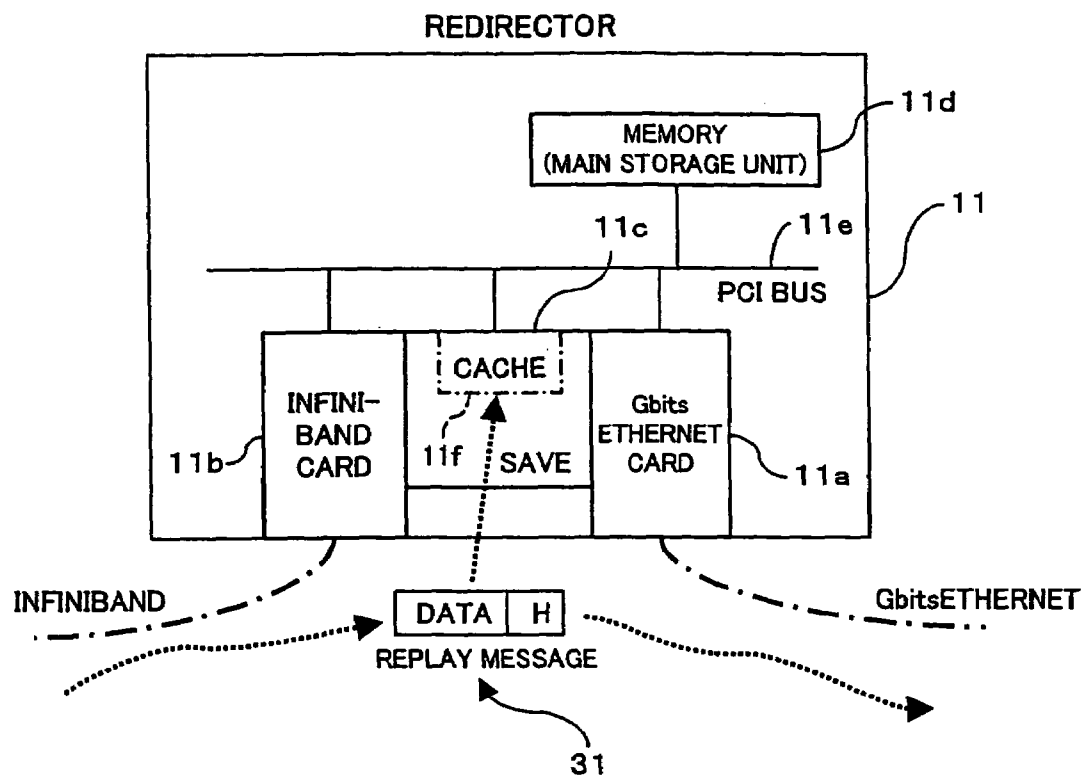 REDIRECTOR
11d
MEMORY
(MAIN STORAGE UNIT)
11
11c
11e
PCI BUS
CACHE
INFINI-
BAND
CARD
Gbits
ETHERNET
CARD
11b
11f
SAVE
11a
INFINIBAND
GbitsETHERNET
DATA H
REPLAY MESSAGE
31